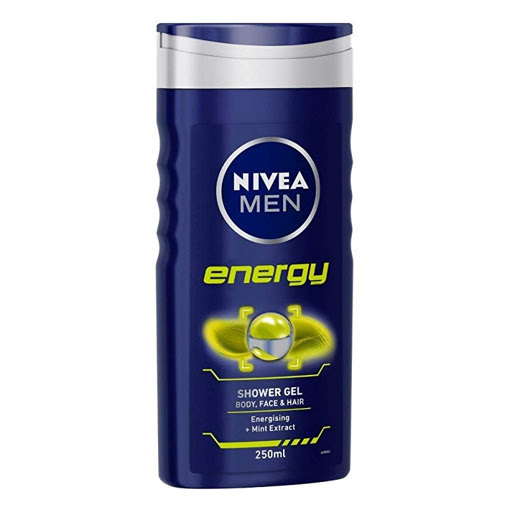 NIVEA
MEN
energy
SHOWER GEL
BODY, FACE & HAIR
Energising
+ Mint Extract
250ml